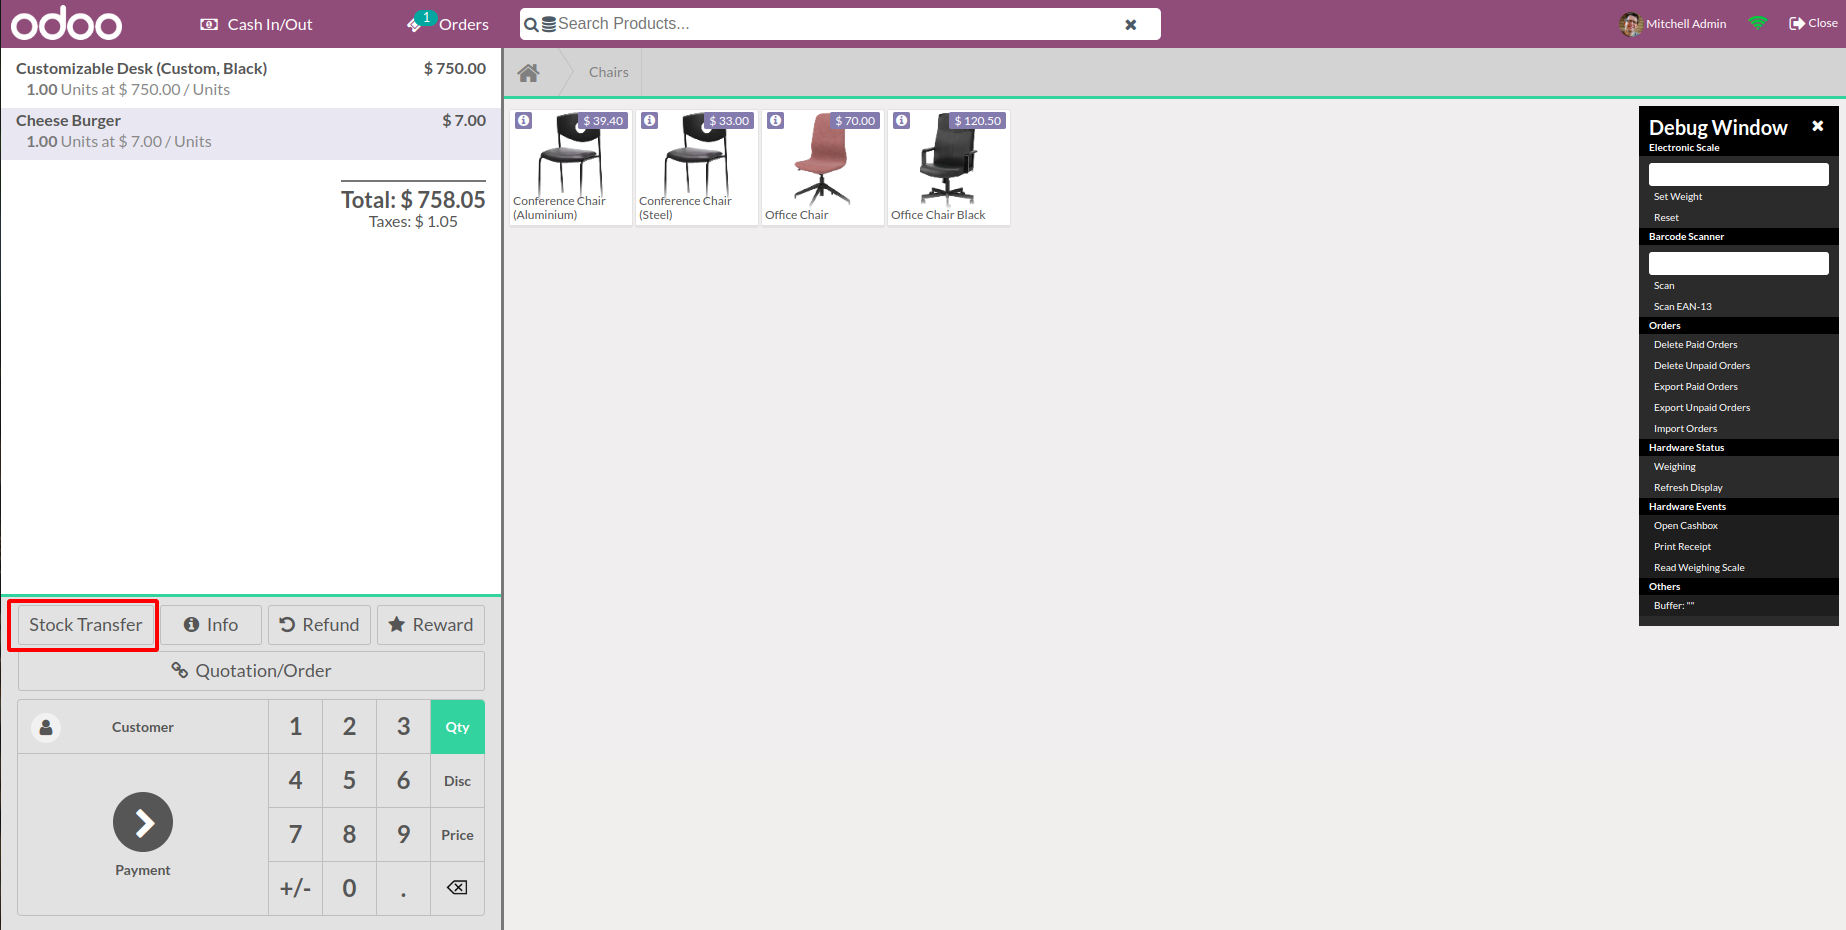 odoo
Cash In/Out
1
Orders
Search Products...
Mitchell Admin
Close
Customizable Desk (Custom, Black) $ 750.00
1.00 Units at $ 750.00 / Units
Cheese Burger $ 7.00
1.00 Units at $ 7.00 / Units
Total: $ 758.05
Taxes: $ 1.05
Stock Transfer
Info
Refund
Reward
Quotation/Order
Customer
1 2 3 Qty
4 5 6 Disc
Payment
7 8 9 Price
+/- 0 .
Chairs
$ 39.40
Conference Chair
(Aluminium)
$ 33.00
Conference Chair
(Steel)
$ 70.00
Office Chair
$ 120.50
Office Chair Black
Debug Window
Electronic Scale
Set Weight
Reset
Barcode Scanner
Scan
Scan EAN-13
Orders
Delete Paid Orders
Delete Unpaid Orders
Export Paid Orders
Export Unpaid Orders
Import Orders
Hardware Status
Weighing
Refresh Display
Hardware Events
Open Cashbox
Print Receipt
Read Weighing Scale
Others
Buffer: ""